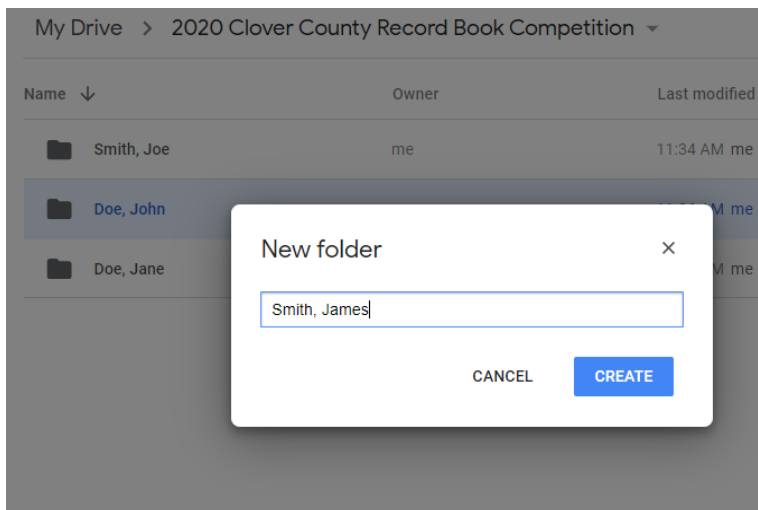 My Drive > 2020 Clover County Record Book Competition
Name Owner Last modified
Smith, Joe me 11:34 AM me
Doe, John M me
Doe, Jane M me
New folder
Smith, James
CANCEL CREATE